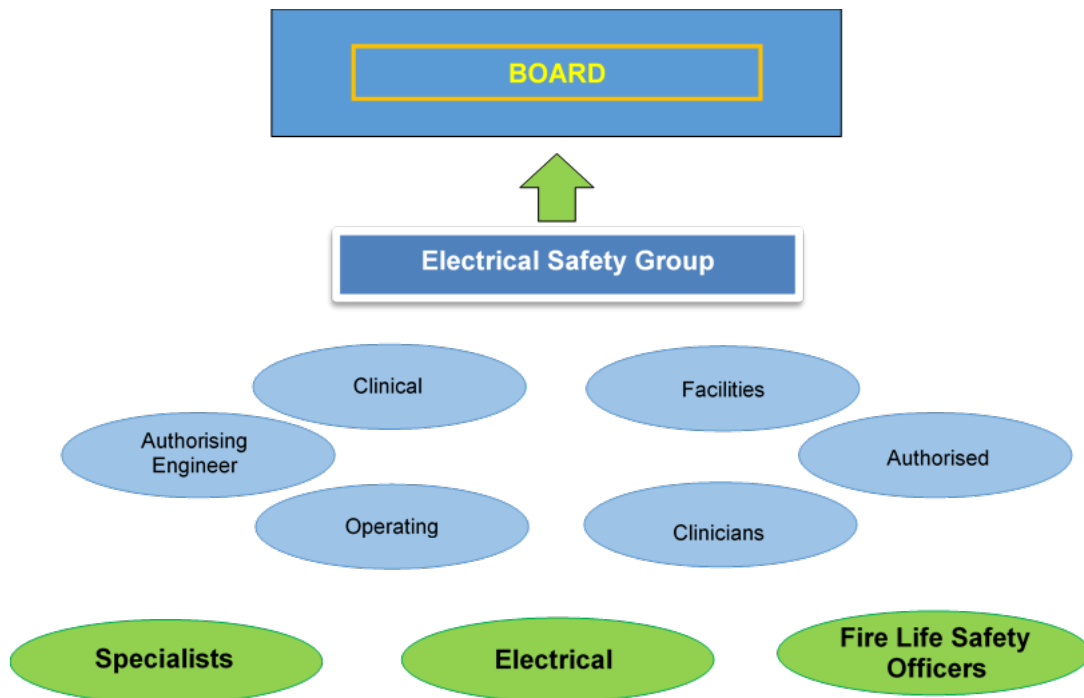 BOARD
Electrical Safety Group
Clinical
Facilities
Authorising
Engineer
Authorised
Operating
Clinicians
Specialists
Electrical
Fire Life Safety
Officers